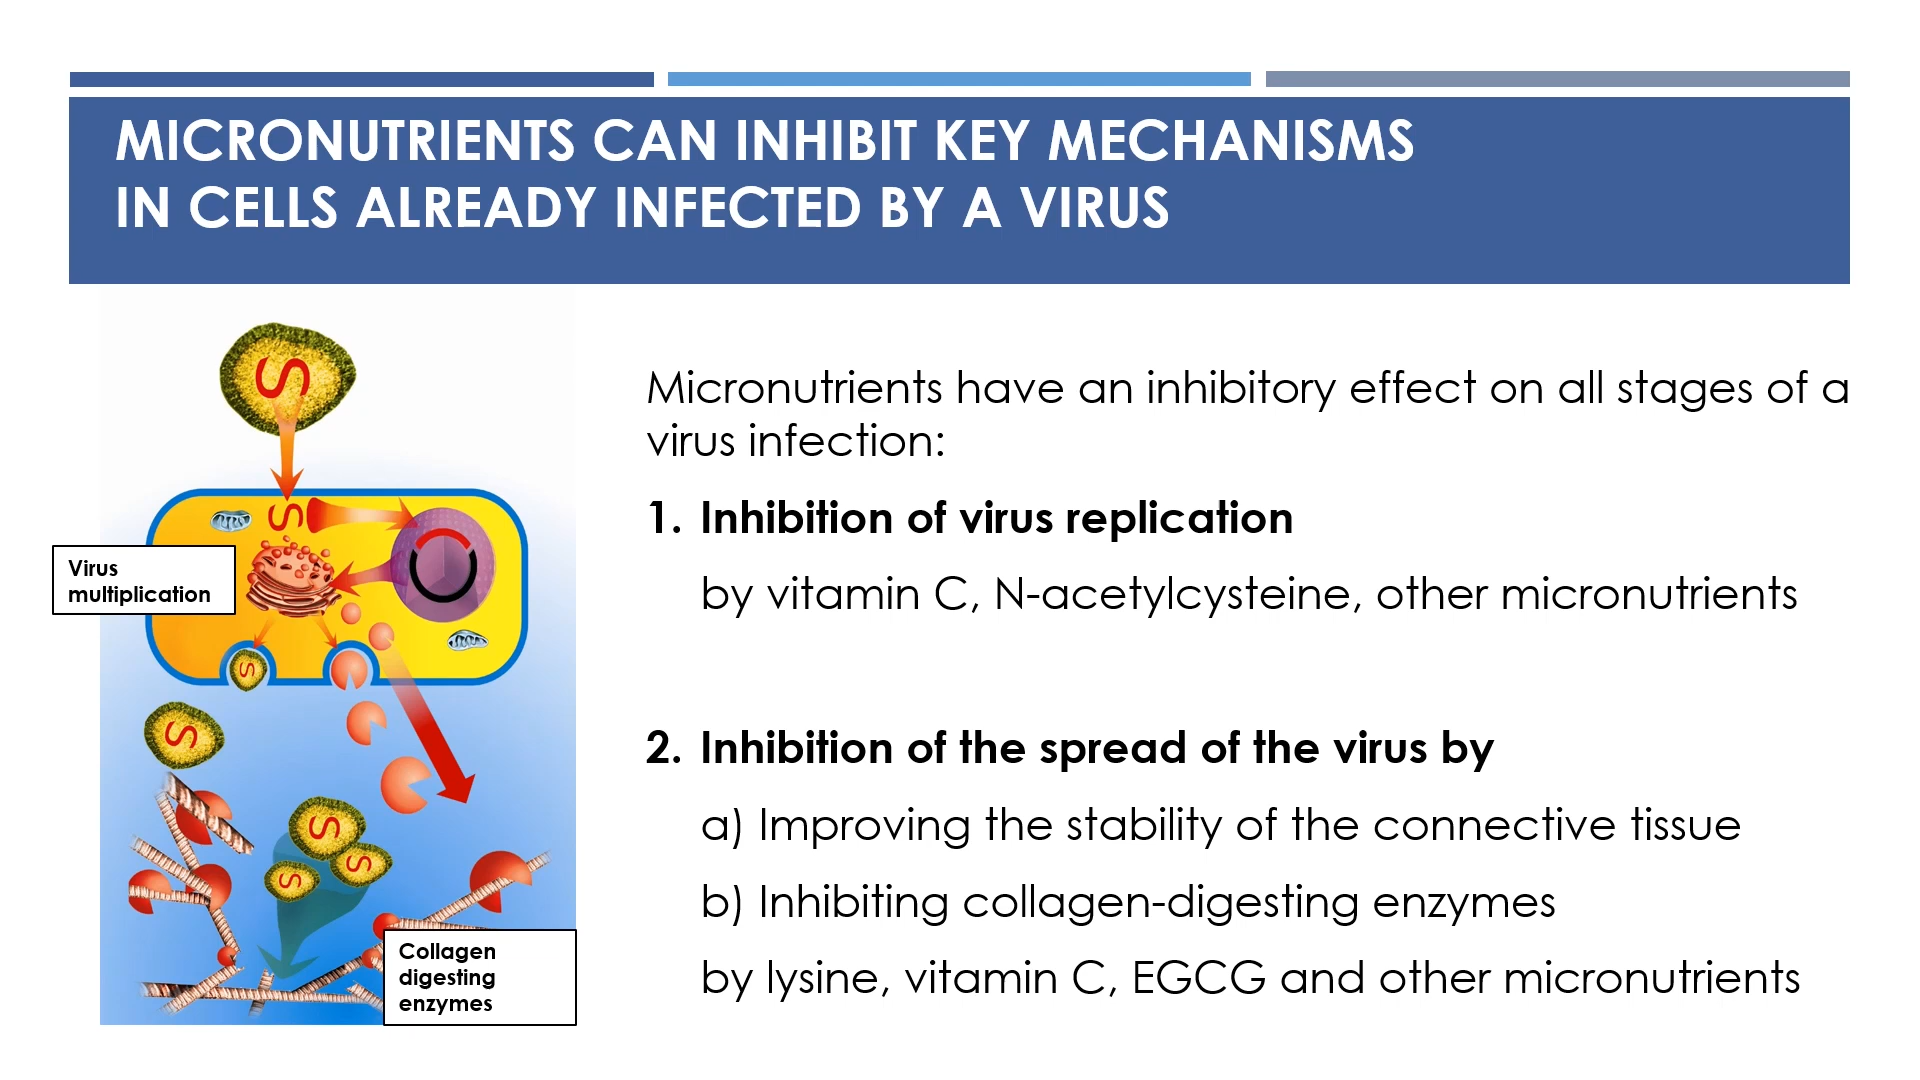 MICRONUTRIENTS CAN INHIBIT KEY MECHANISMS
IN CELLS ALREADY INFECTED BY A VIRUS
Micronutrients have an inhibitory effect on all stages of a
virus infection:
1. Inhibition of virus replication
by vitamin C, N-acetylcysteine, other micronutrients
2. Inhibition of the spread of the virus by
a) Improving the stability of the connective tissue
b) Inhibiting collagen-digesting enzymes
by lysine, vitamin C, EGCG and other micronutrients
Virus
multiplication
Collagen
digesting
enzymes